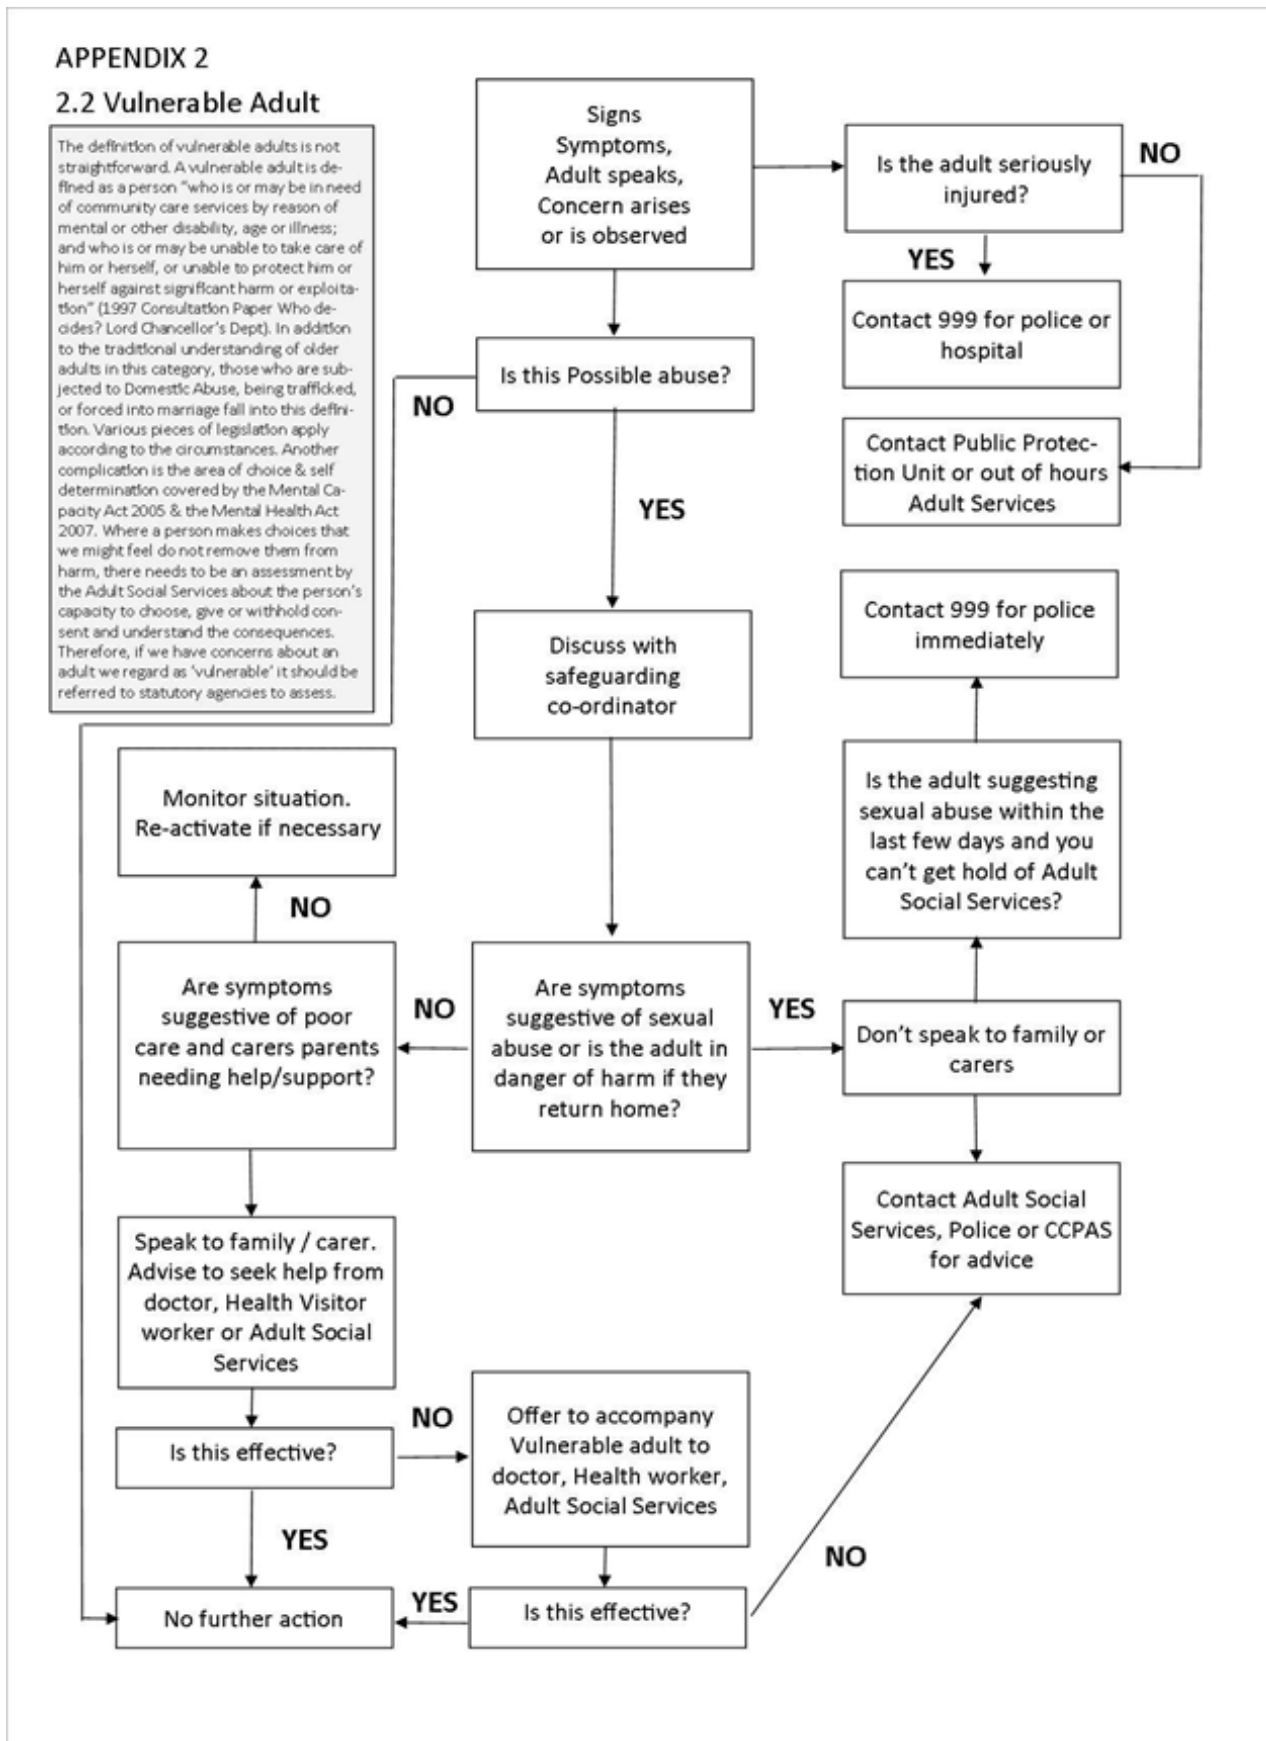 APPENDIX 2
2.2 Vulnerable Adult
The definition of vulnerable adults is not
straightforward. A vulnerable adult is de-
fined as a person “who is or may be in need
of community care services by reason of
mental or other disability, age or illness;
and who is or may be unable to take care of
him or herself, or unable to protect him or
herself against significant harm or exploita-
tion” (1997 Consultation Paper Who de-
cides? Lord Chancellor’s Dept). In addition
to the traditional understanding of older
adults in this category, those who are sub-
jected to Domestic Abuse, being trafficked,
or forced into marriage fall into this defini-
tion. Various pieces of legislation apply
according to the circumstances. Another
complication is the area of choice & self
determination covered by the Mental Ca-
pacity Act 2005 & the Mental Health Act
2007. Where a person makes choices that
we might feel do not remove them from
harm, there needs to be an assessment by
the Adult Social Services about the person’s
capacity to choose, give or withhold con-
sent and understand the consequences.
Therefore, if we have concerns about an
adult we regard as ‘vulnerable’ it should be
referred to statutory agencies to assess.
Signs
Symptoms,
Adult speaks,
Concern arises
or is observed
Is the adult seriously
injured?
NO
YES
Contact 999 for police or
hospital
Is this Possible abuse?
NO
Contact Public Protec-
tion Unit or out of hours
Adult Services
YES
Contact 999 for police
immediately
Discuss with
safeguarding
co-ordinator
Monitor situation.
Re-activate if necessary
Is the adult suggesting
sexual abuse within the
last few days and you
can’t get hold of Adult
Social Services?
NO
Are symptoms
suggestive of poor
care and carers parents
needing help/support?
NO
Are symptoms
suggestive of sexual
abuse or is the adult in
danger of harm if they
return home?
YES
Don’t speak to family or
carers
Contact Adult Social
Services, Police or CCPAS
for advice
Speak to family / carer.
Advise to seek help from
doctor, Health Visitor
worker or Adult Social
Services
NO
Offer to accompany
Vulnerable adult to
doctor, Health worker,
Adult Social Services
Is this effective?
YES
NO
No further action
YES
Is this effective?